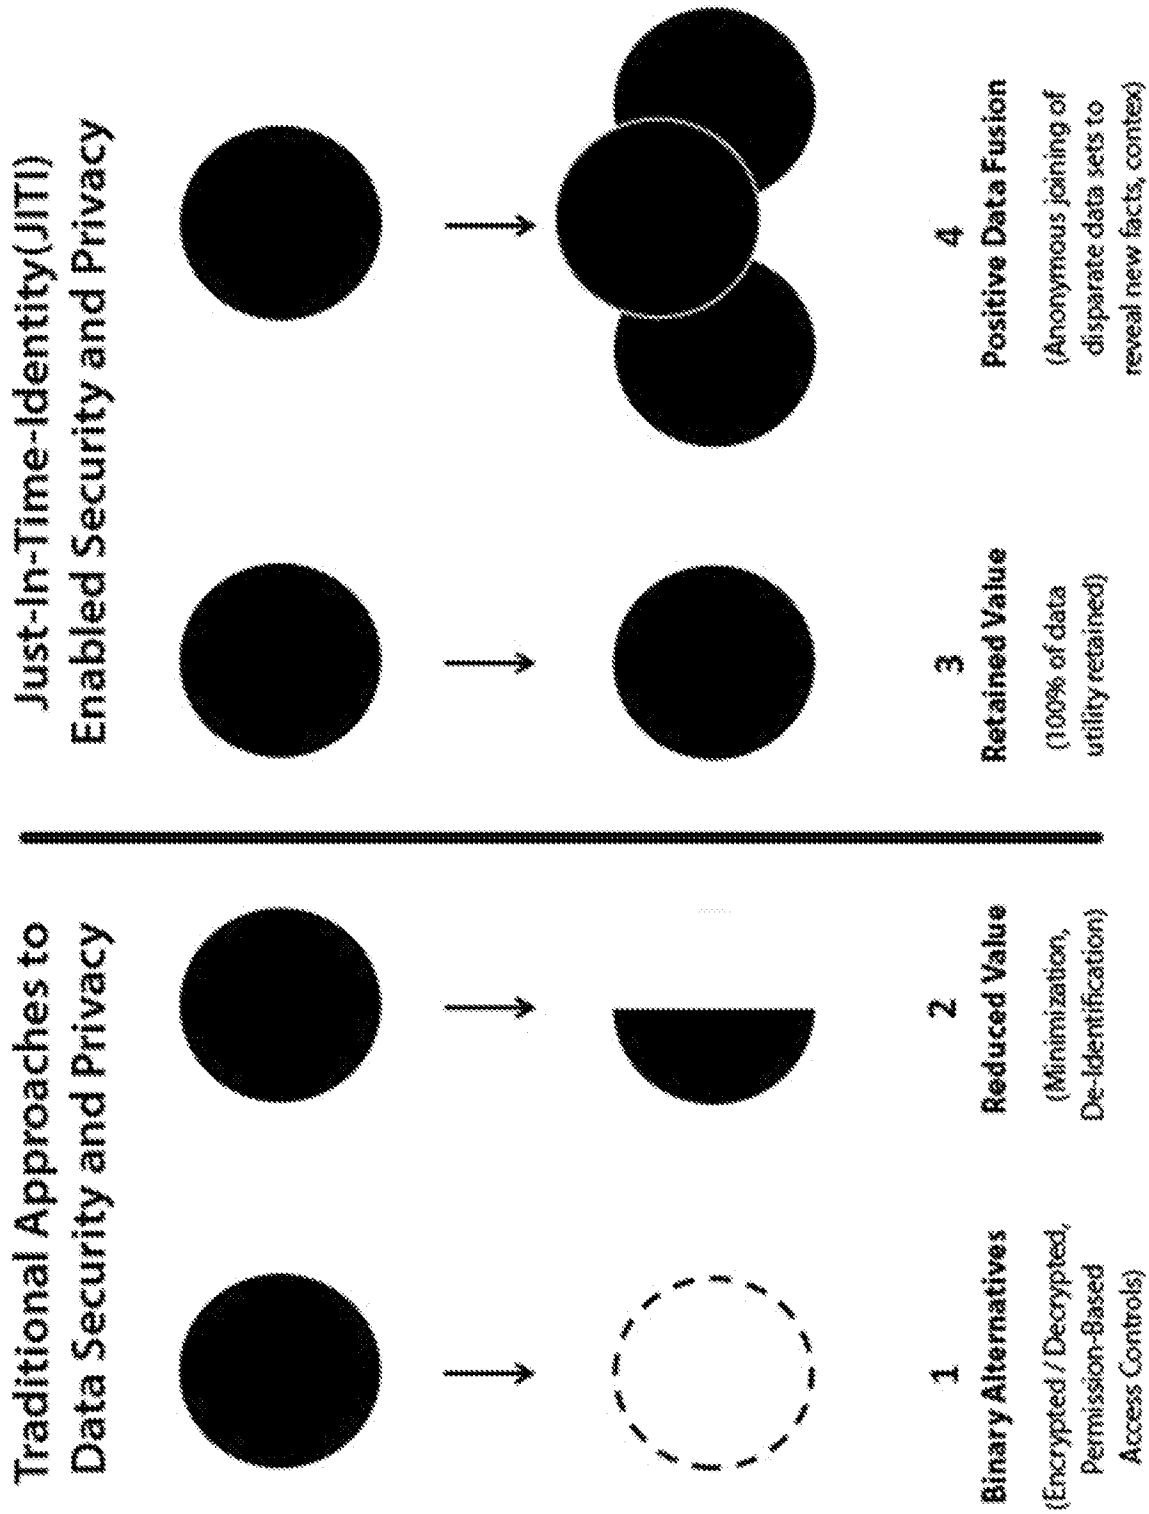 Traditional Approaches to
Data Security and Privacy
1
Binary Alternatives
(Encrypted / Decrypted,
Permission-Based
Access Controls)
2
Reduced Value
(Minimization,
De-Identification)
Just-In-Time-Identity(JITI)
Enabled Security and Privacy
3
Retained Value
(100% of data
utility retained)
4
Positive Data Fusion
(Anonymous joining of
disparate data sets to
reveal new facts, contex)